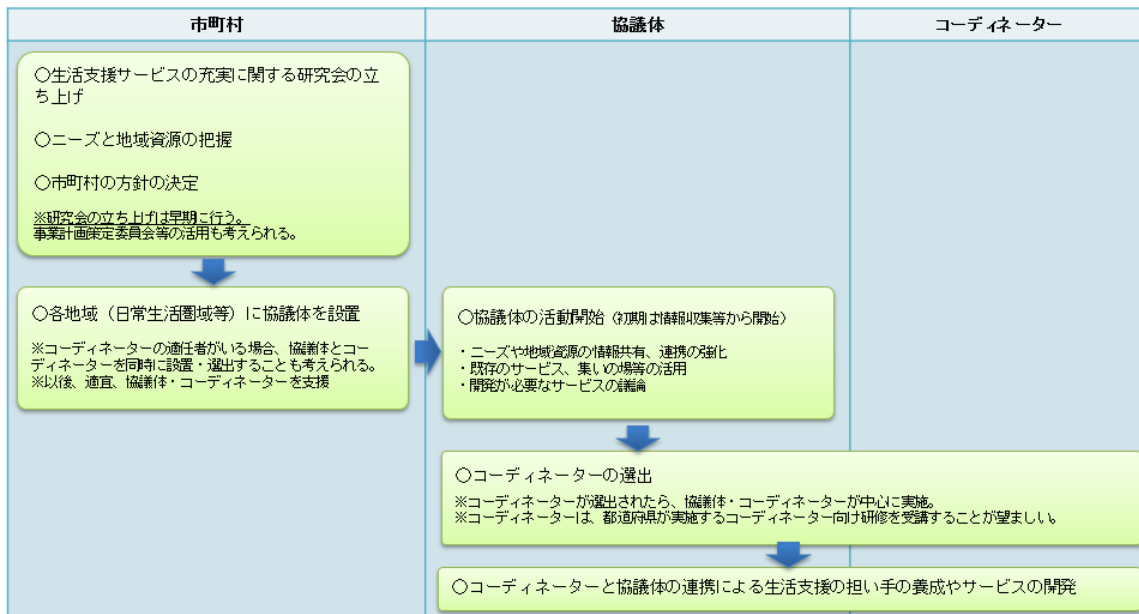 市町村
協議体
コーディネーター
○生活支援サービスの充実に関する研究会の立
ち上げ
○ニーズと地域資源の把握
○市町村の方針の決定
※研究会の立ち上げは早期に行う。
事業計画策定委員会等の活用も考えられる。
○各地域（日常生活圏域等）に協議体を設置
※コーディネーターの適任者がいる場合、協議体とコー
ディネーターを同時に設置・選出することも考えられる。
※以後、適宜、協議体・コーディネーターを支援
○協議体の活動開始（初期は情報収集等から開始）
・ニーズや地域資源の情報共有、連携の強化
・既存のサービス、集いの場等の活用
・開発が必要なサービスの議論
○コーディネーターの選出
※コーディネーターが選出されたら、協議体・コーディネーターが中心に実施。
※コーディネーターは、都道府県が実施するコーディネーター向け研修を受講することが望ましい。
○コーディネーターと協議体の連携による生活支援の担い手の養成やサービスの開発